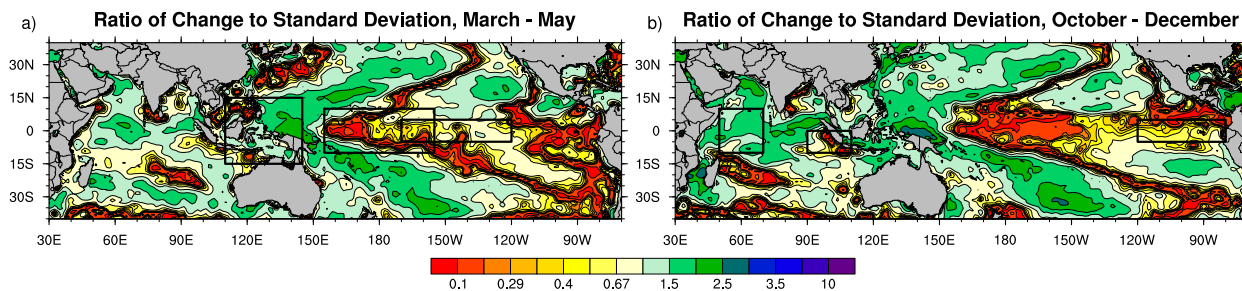 Ratio of Change to Standard Deviation, March - May
Ratio of Change to Standard Deviation, October - December
a)
b)
30N
15N
0
15S
30S
30E 60E 90E 120E 150E 180 150W 120W 90W
30N
15N
0
15S
30S
30E 60E 90E 120E 150E 180 150W 120W 90W
0.1 0.29 0.4 0.67 1.5 2.5 3.5 10